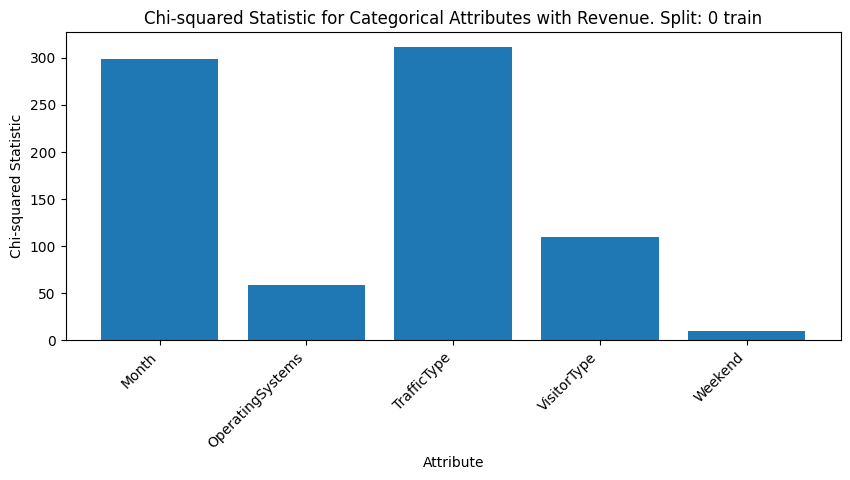 Chi-squared Statistic for Categorical Attributes with Revenue. Split: 0 train
Chi-squared Statistic
300
250
200
150
100
50
0
Month
OperatingSystems
TrafficType
VisitorType
Weekend
Attribute